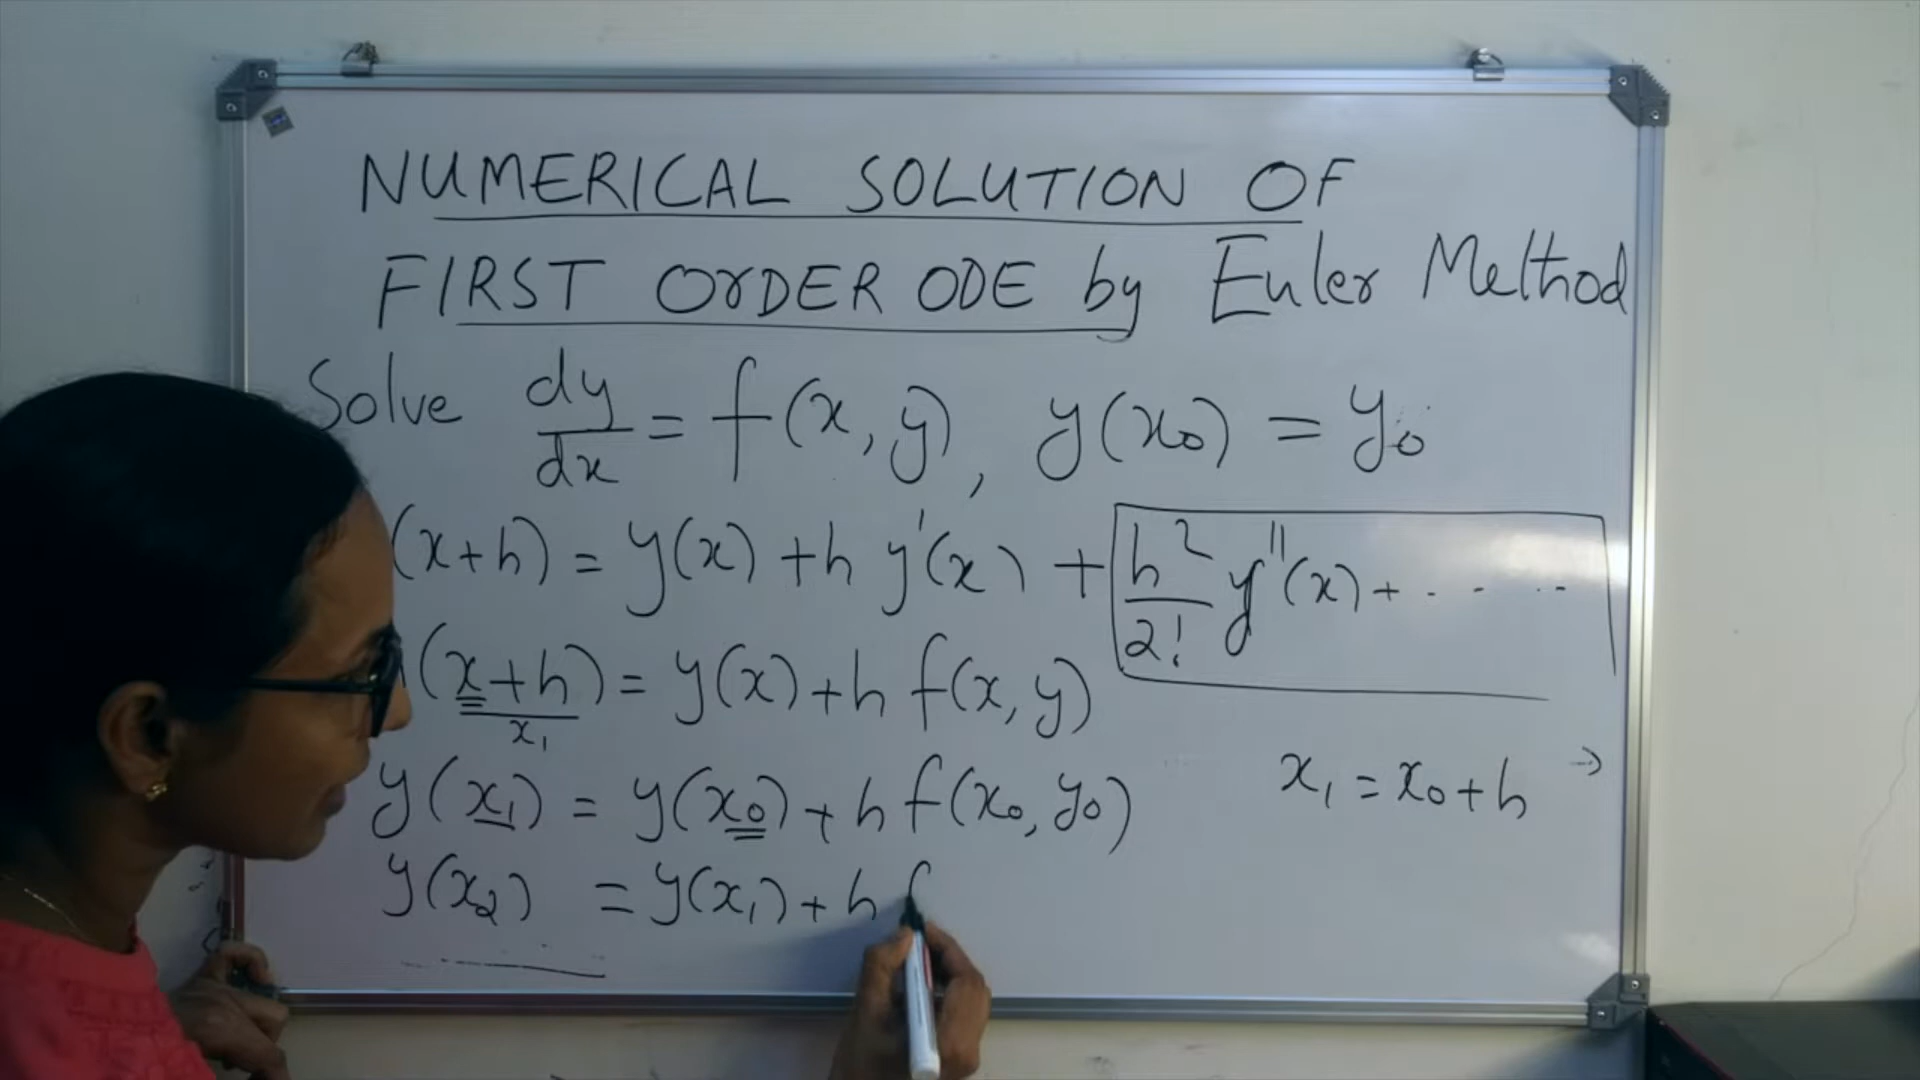 NUMERICAL SOLUTION OF
FIRST ORDER ODE by Euler Method
Solve dy/dx = f(x, y), y(x₀) = y₀
(x+h) = y(x) + h y'(x) + h²/2! y''(x) + . . . .
(x+h) = y(x) + h f(x, y)
x₁
y(x₁) = y(x₀) + h f(x₀, y₀)
x₁ = x₀ + h →
y(x₂) = y(x₁) + h f